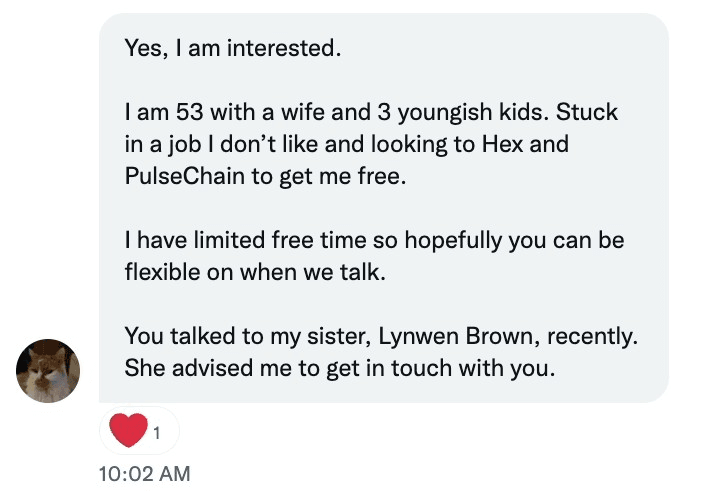 Yes, I am interested.
I am 53 with a wife and 3 youngish kids. Stuck
in a job I don’t like and looking to Hex and
PulseChain to get me free.
I have limited free time so hopefully you can be
flexible on when we talk.
You talked to my sister, Lynwen Brown, recently.
She advised me to get in touch with you.
1
10:02 AM